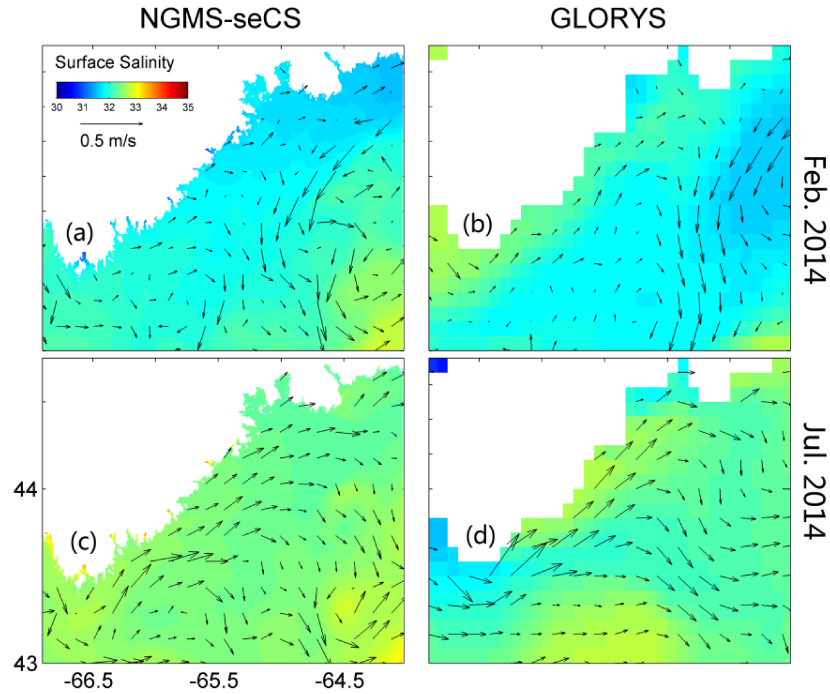 NGMS-seCS GLORYS
Surface Salinity
30 31 32 33 34 35
0.5 m/s
(a) (b)
Feb. 2014
44
(c) (d)
Jul. 2014
43
-66.5 -65.5 -64.5